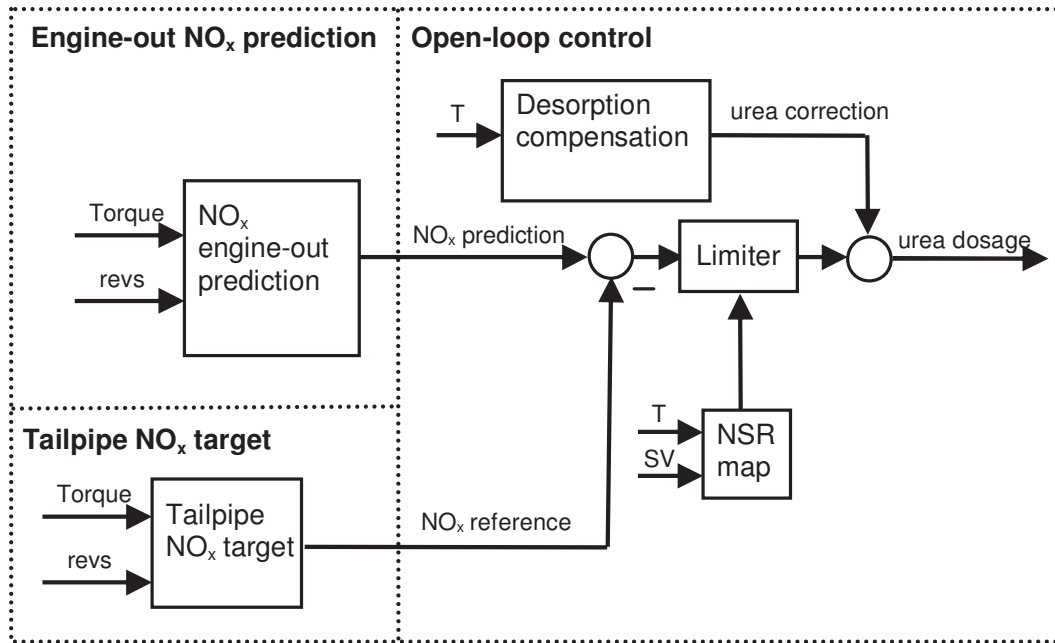 Engine-out NOₓ prediction
Open-loop control
T
Desorption
compensation
urea correction
Torque
revs
NOₓ
engine-out
prediction
NOₓ prediction
−
Limiter
urea dosage
T
SV
NSR
map
Tailpipe NOₓ target
Torque
revs
Tailpipe
NOₓ target
NOₓ reference